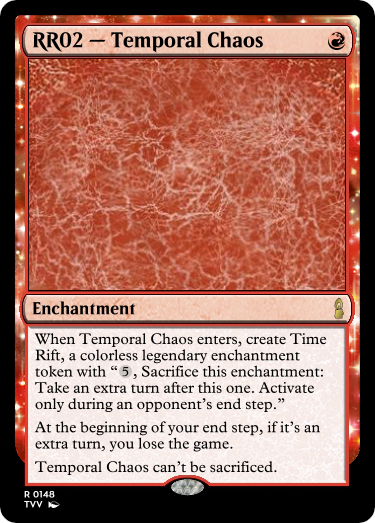 RR02 — Temporal Chaos
Enchantment
When Temporal Chaos enters, create Time
Rift, a colorless legendary enchantment
token with “5, Sacrifice this enchantment:
Take an extra turn after this one. Activate
only during an opponent’s end step.”
At the beginning of your end step, if it’s an
extra turn, you lose the game.
Temporal Chaos can’t be sacrificed.
R 0148
TVV